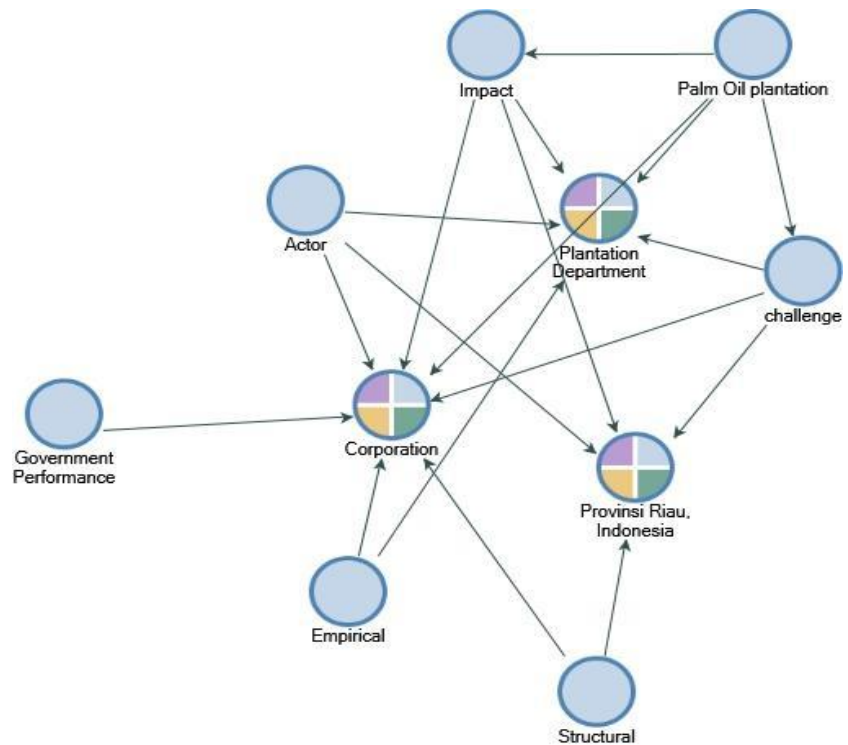 Impact
Palm Oil plantation
Actor
Plantation
Department
challenge
Corporation
Government
Performance
Provinsi Riau,
Indonesia
Empirical
Structural